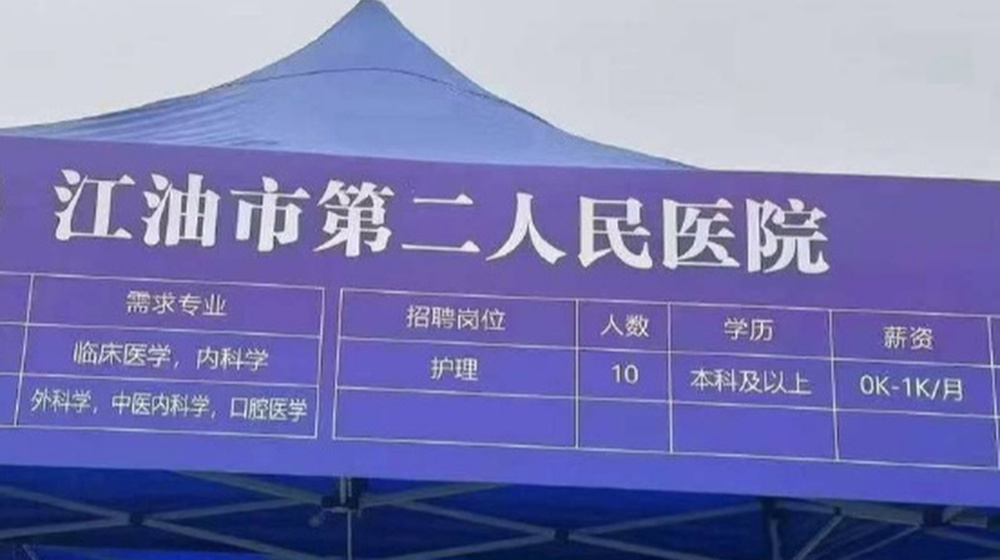 江油市第二人民医院
需求专业
临床医学，内科学
外科学，中医内科学，口腔医学
招聘岗位 人数 学历 薪资
护理 10 本科及以上 0K-1K/月